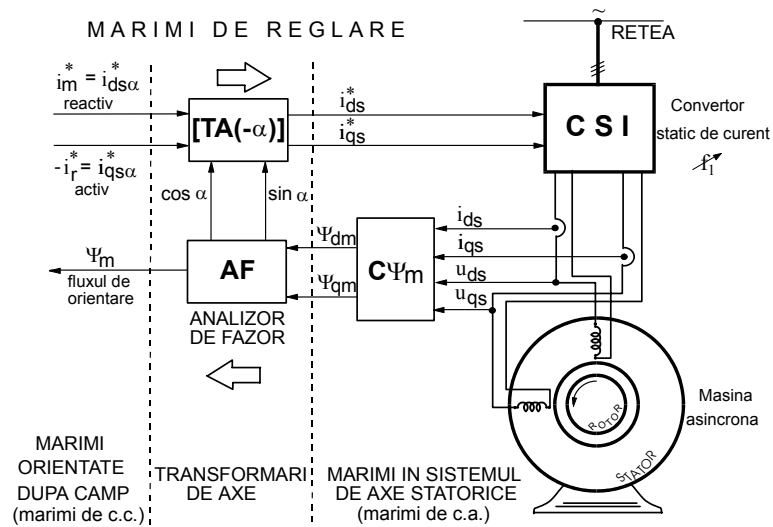 MARIMI DE REGLARE
~
RETEA
i*m = i*dsα
reactiv
-i*r = i*qsα
activ
[TA(-α)]
i*ds
i*qs
CSI
Convertor
static de curent
f1
cos α
sin α
Ψm
fluxul de
orientare
AF
ANALIZOR
DE FAZOR
Ψdm
Ψqm
CΨm
ids
iqs
uds
uqs
Masina
asincrona
ROTOR
STATOR
MARIMI
ORIENTATE
DUPA CAMP
(marimi de c.c.)
TRANSFORMARI
DE AXE
MARIMI IN SISTEMUL
DE AXE STATORICE
(marimi de c.a.)